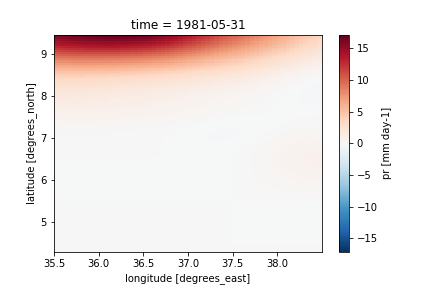 time = 1981-05-31
9
8
7
6
5
latitude [degrees_north]
35.5 36.0 36.5 37.0 37.5 38.0
longitude [degrees_east]
15
10
5
0
−5
−10
−15
pr [mm day-1]